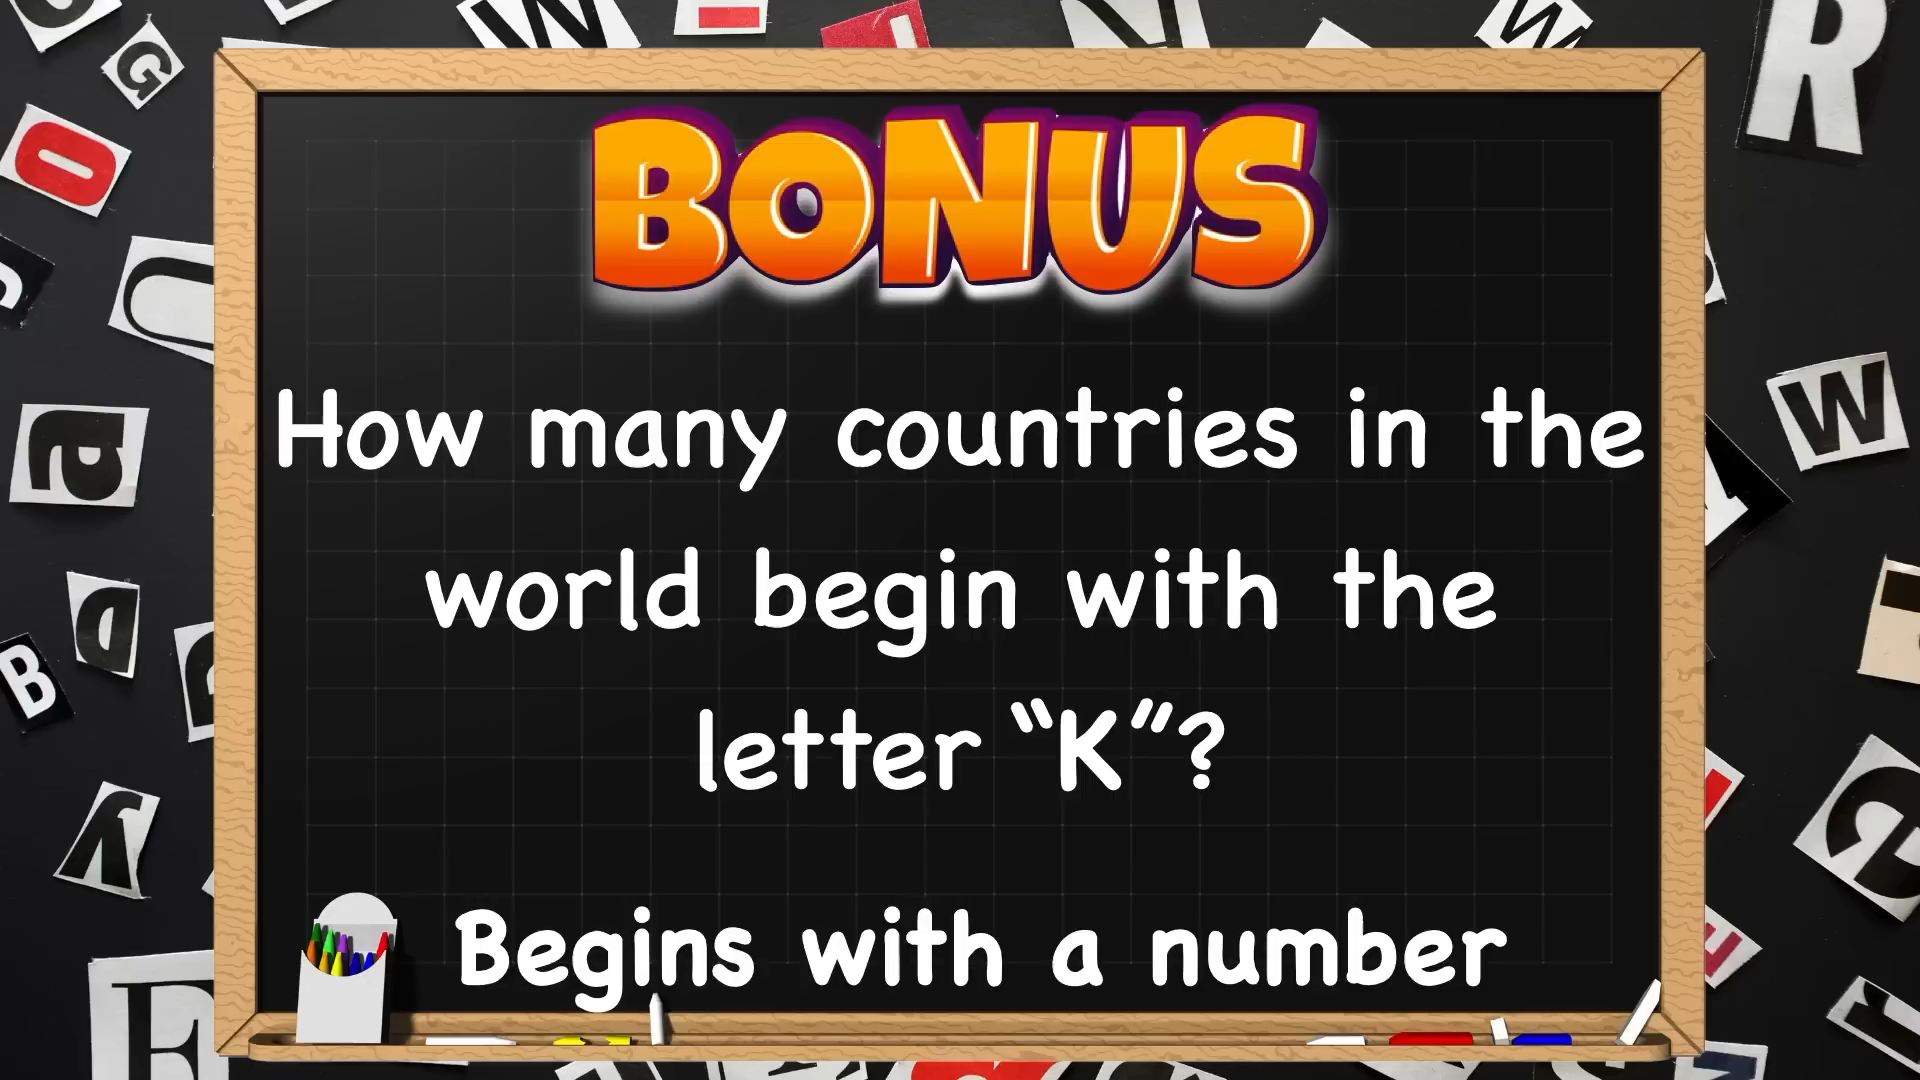 BONUS
How many countries in the
world begin with the
letter “K”?
Begins with a number